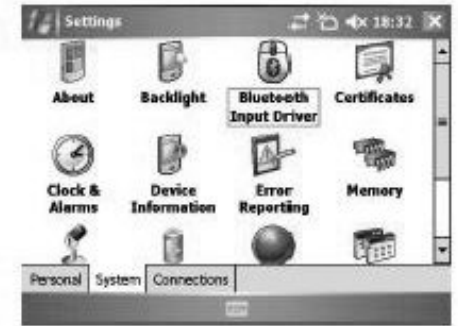 Settings 18:32
About Backlight Bluetooth Certificates
Input Driver
Clock & Device Error Memory
Alarms Information Reporting
Personal System Connections